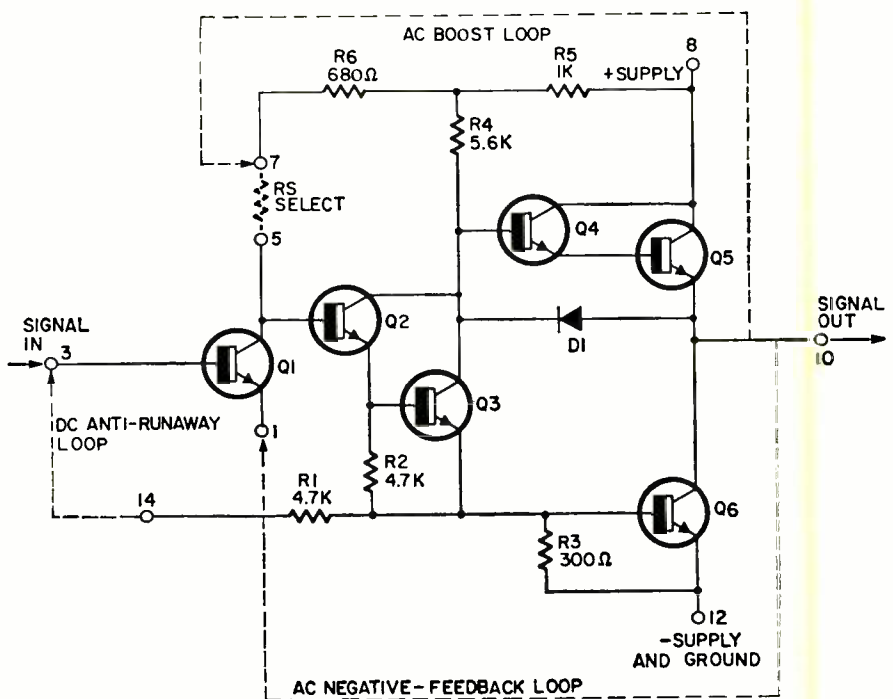 AC BOOST LOOP
8
R6
680Ω
R5
1K
+SUPPLY
R4
5.6K
7
RS
SELECT
5
Q4
Q5
SIGNAL
IN
3
Q2
SIGNAL
OUT
10
D1
Q1
Q3
DC ANTI-RUNAWAY
LOOP
1
R2
4.7K
R1
4.7K
14
Q6
R3
300Ω
12
-SUPPLY
AND GROUND
AC NEGATIVE-FEEDBACK LOOP